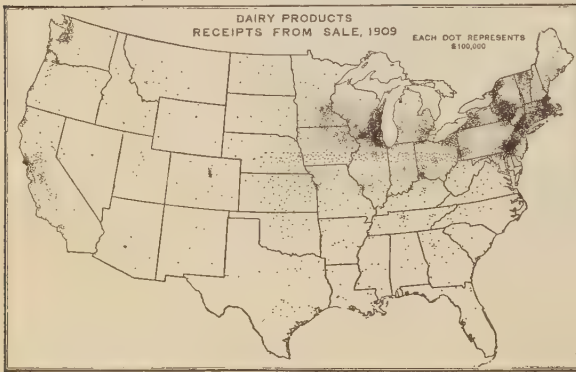 DAIRY PRODUCTS
RECEIPTS FROM SALE, 1909
EACH DOT REPRESENTS
$100,000